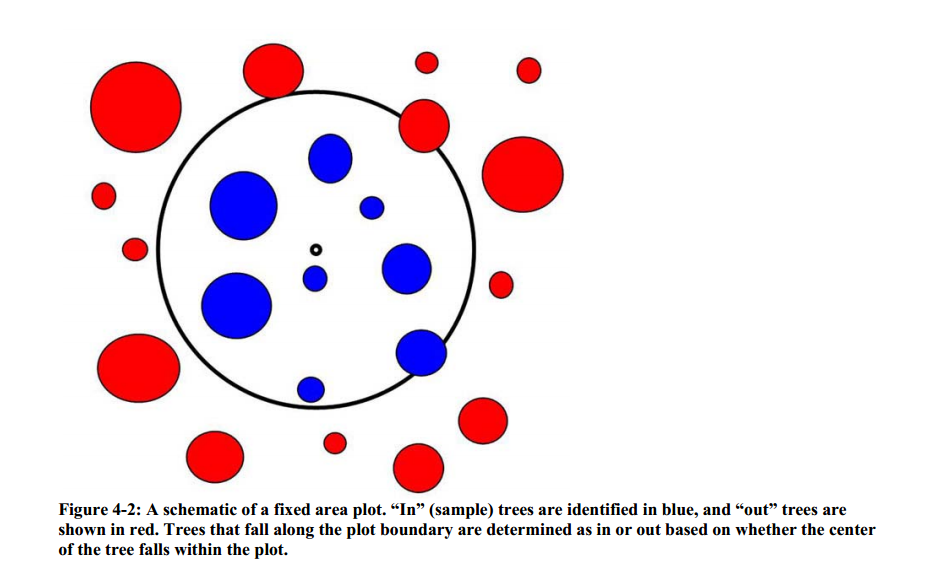 Figure 4-2: A schematic of a fixed area plot. “In” (sample) trees are identified in blue, and “out” trees are
shown in red. Trees that fall along the plot boundary are determined as in or out based on whether the center
of the tree falls within the plot.